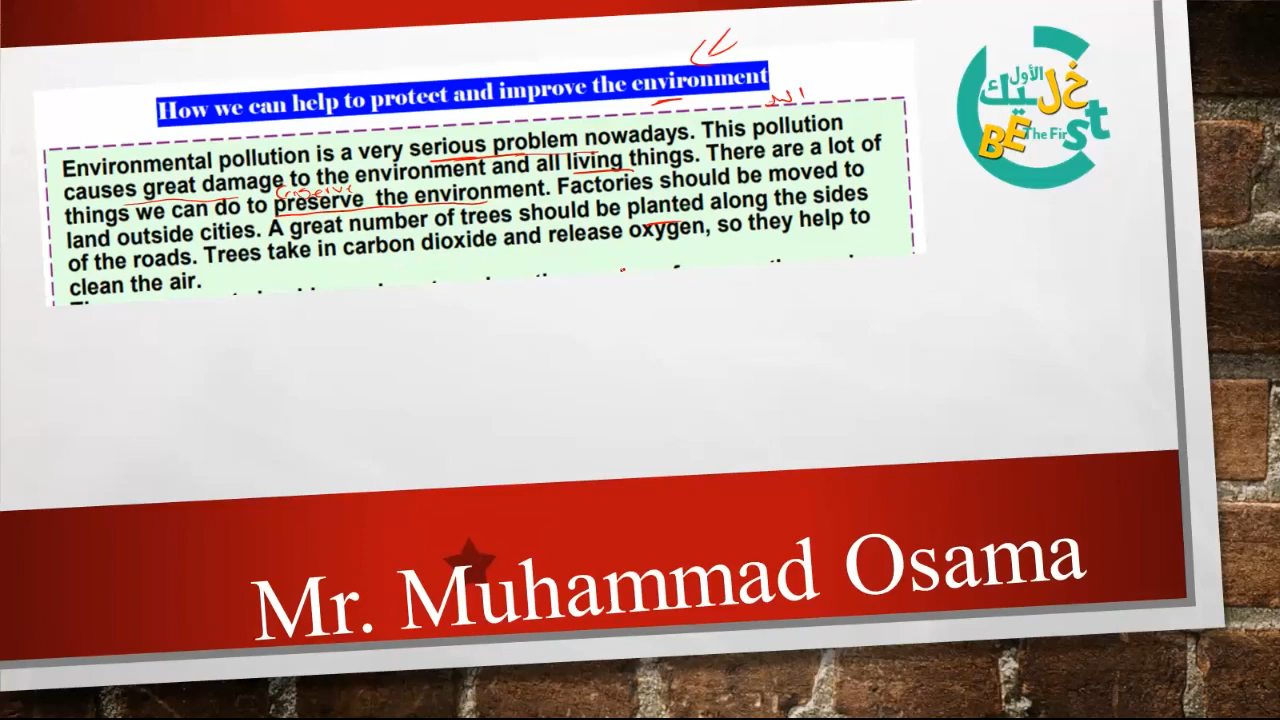 How we can help to protect and improve the environment
Environmental pollution is a very serious problem nowadays. This pollution
causes great damage to the environment and all living things. There are a lot of
conserve
things we can do to preserve the environment. Factories should be moved to
land outside cities. A great number of trees should be planted along the sides
of the roads. Trees take in carbon dioxide and release oxygen, so they help to
clean the air.
خليك الأول
BE The First
Mr. Muhammad Osama